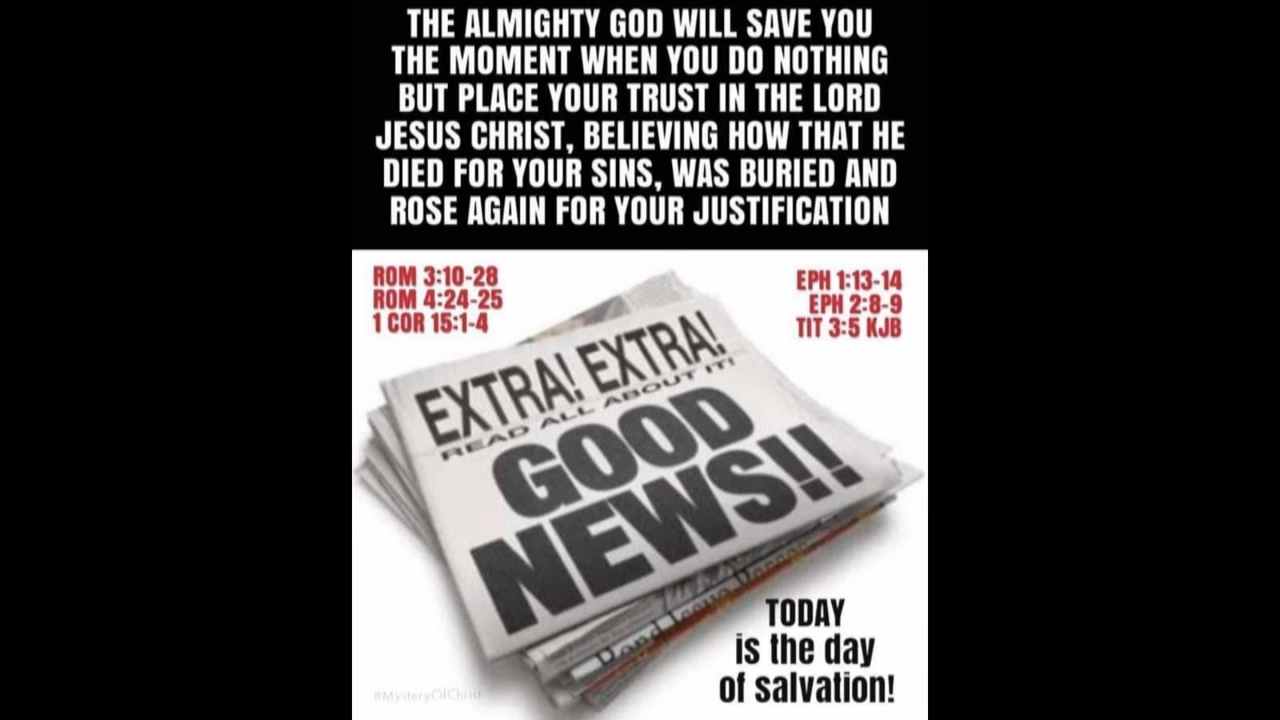 THE ALMIGHTY GOD WILL SAVE YOU
THE MOMENT WHEN YOU DO NOTHING
BUT PLACE YOUR TRUST IN THE LORD
JESUS CHRIST, BELIEVING HOW THAT HE
DIED FOR YOUR SINS, WAS BURIED AND
ROSE AGAIN FOR YOUR JUSTIFICATION
ROM 3:10-28
ROM 4:24-25
1 COR 15:1-4
EPH 1:13-14
EPH 2:8-9
TIT 3:5 KJB
EXTRA! EXTRA!
READ ALL ABOUT IT!
GOOD
NEWS!!
TODAY
is the day
of salvation!
#MysteryOfChrist